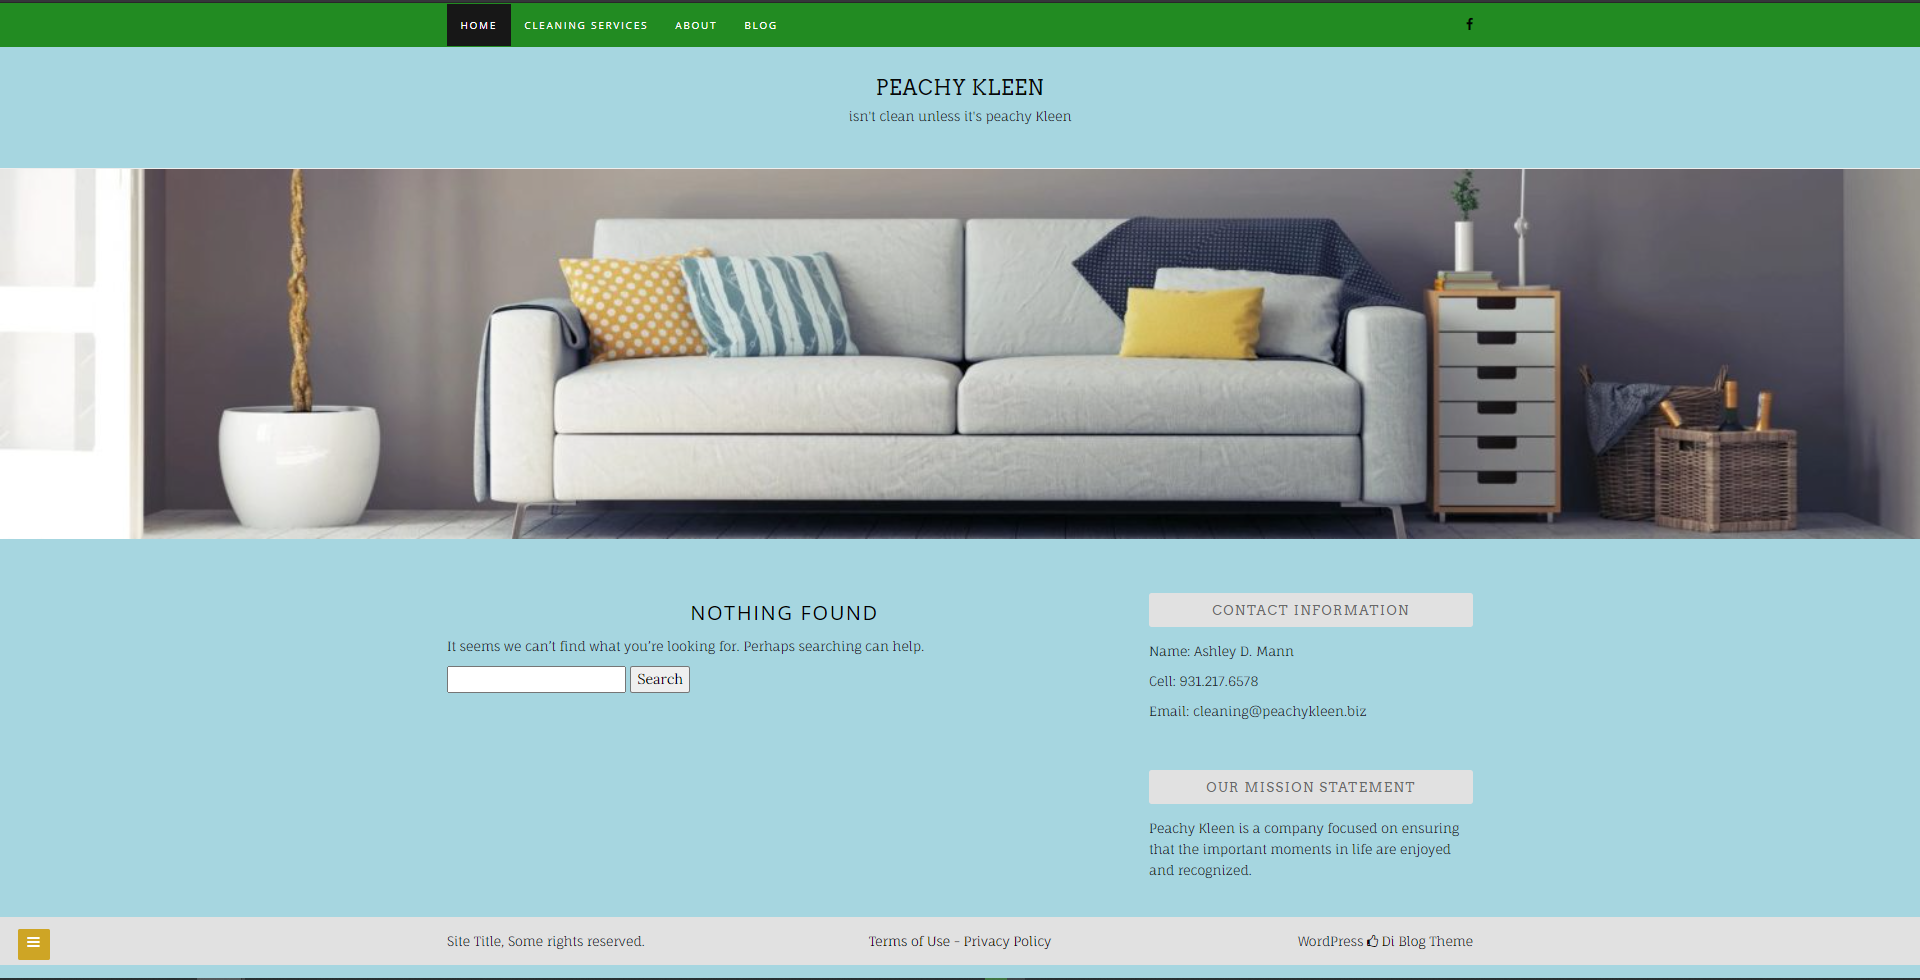 HOME CLEANING SERVICES ABOUT BLOG
PEACHY KLEEN
isn't clean unless it's peachy Kleen
NOTHING FOUND
It seems we can’t find what you’re looking for. Perhaps searching can help.
Search
CONTACT INFORMATION
Name: Ashley D. Mann
Cell: 931.217.6578
Email: cleaning@peachykleen.biz
OUR MISSION STATEMENT
Peachy Kleen is a company focused on ensuring
that the important moments in life are enjoyed
and recognized.
Site Title, Some rights reserved. Terms of Use - Privacy Policy WordPress Di Blog Theme